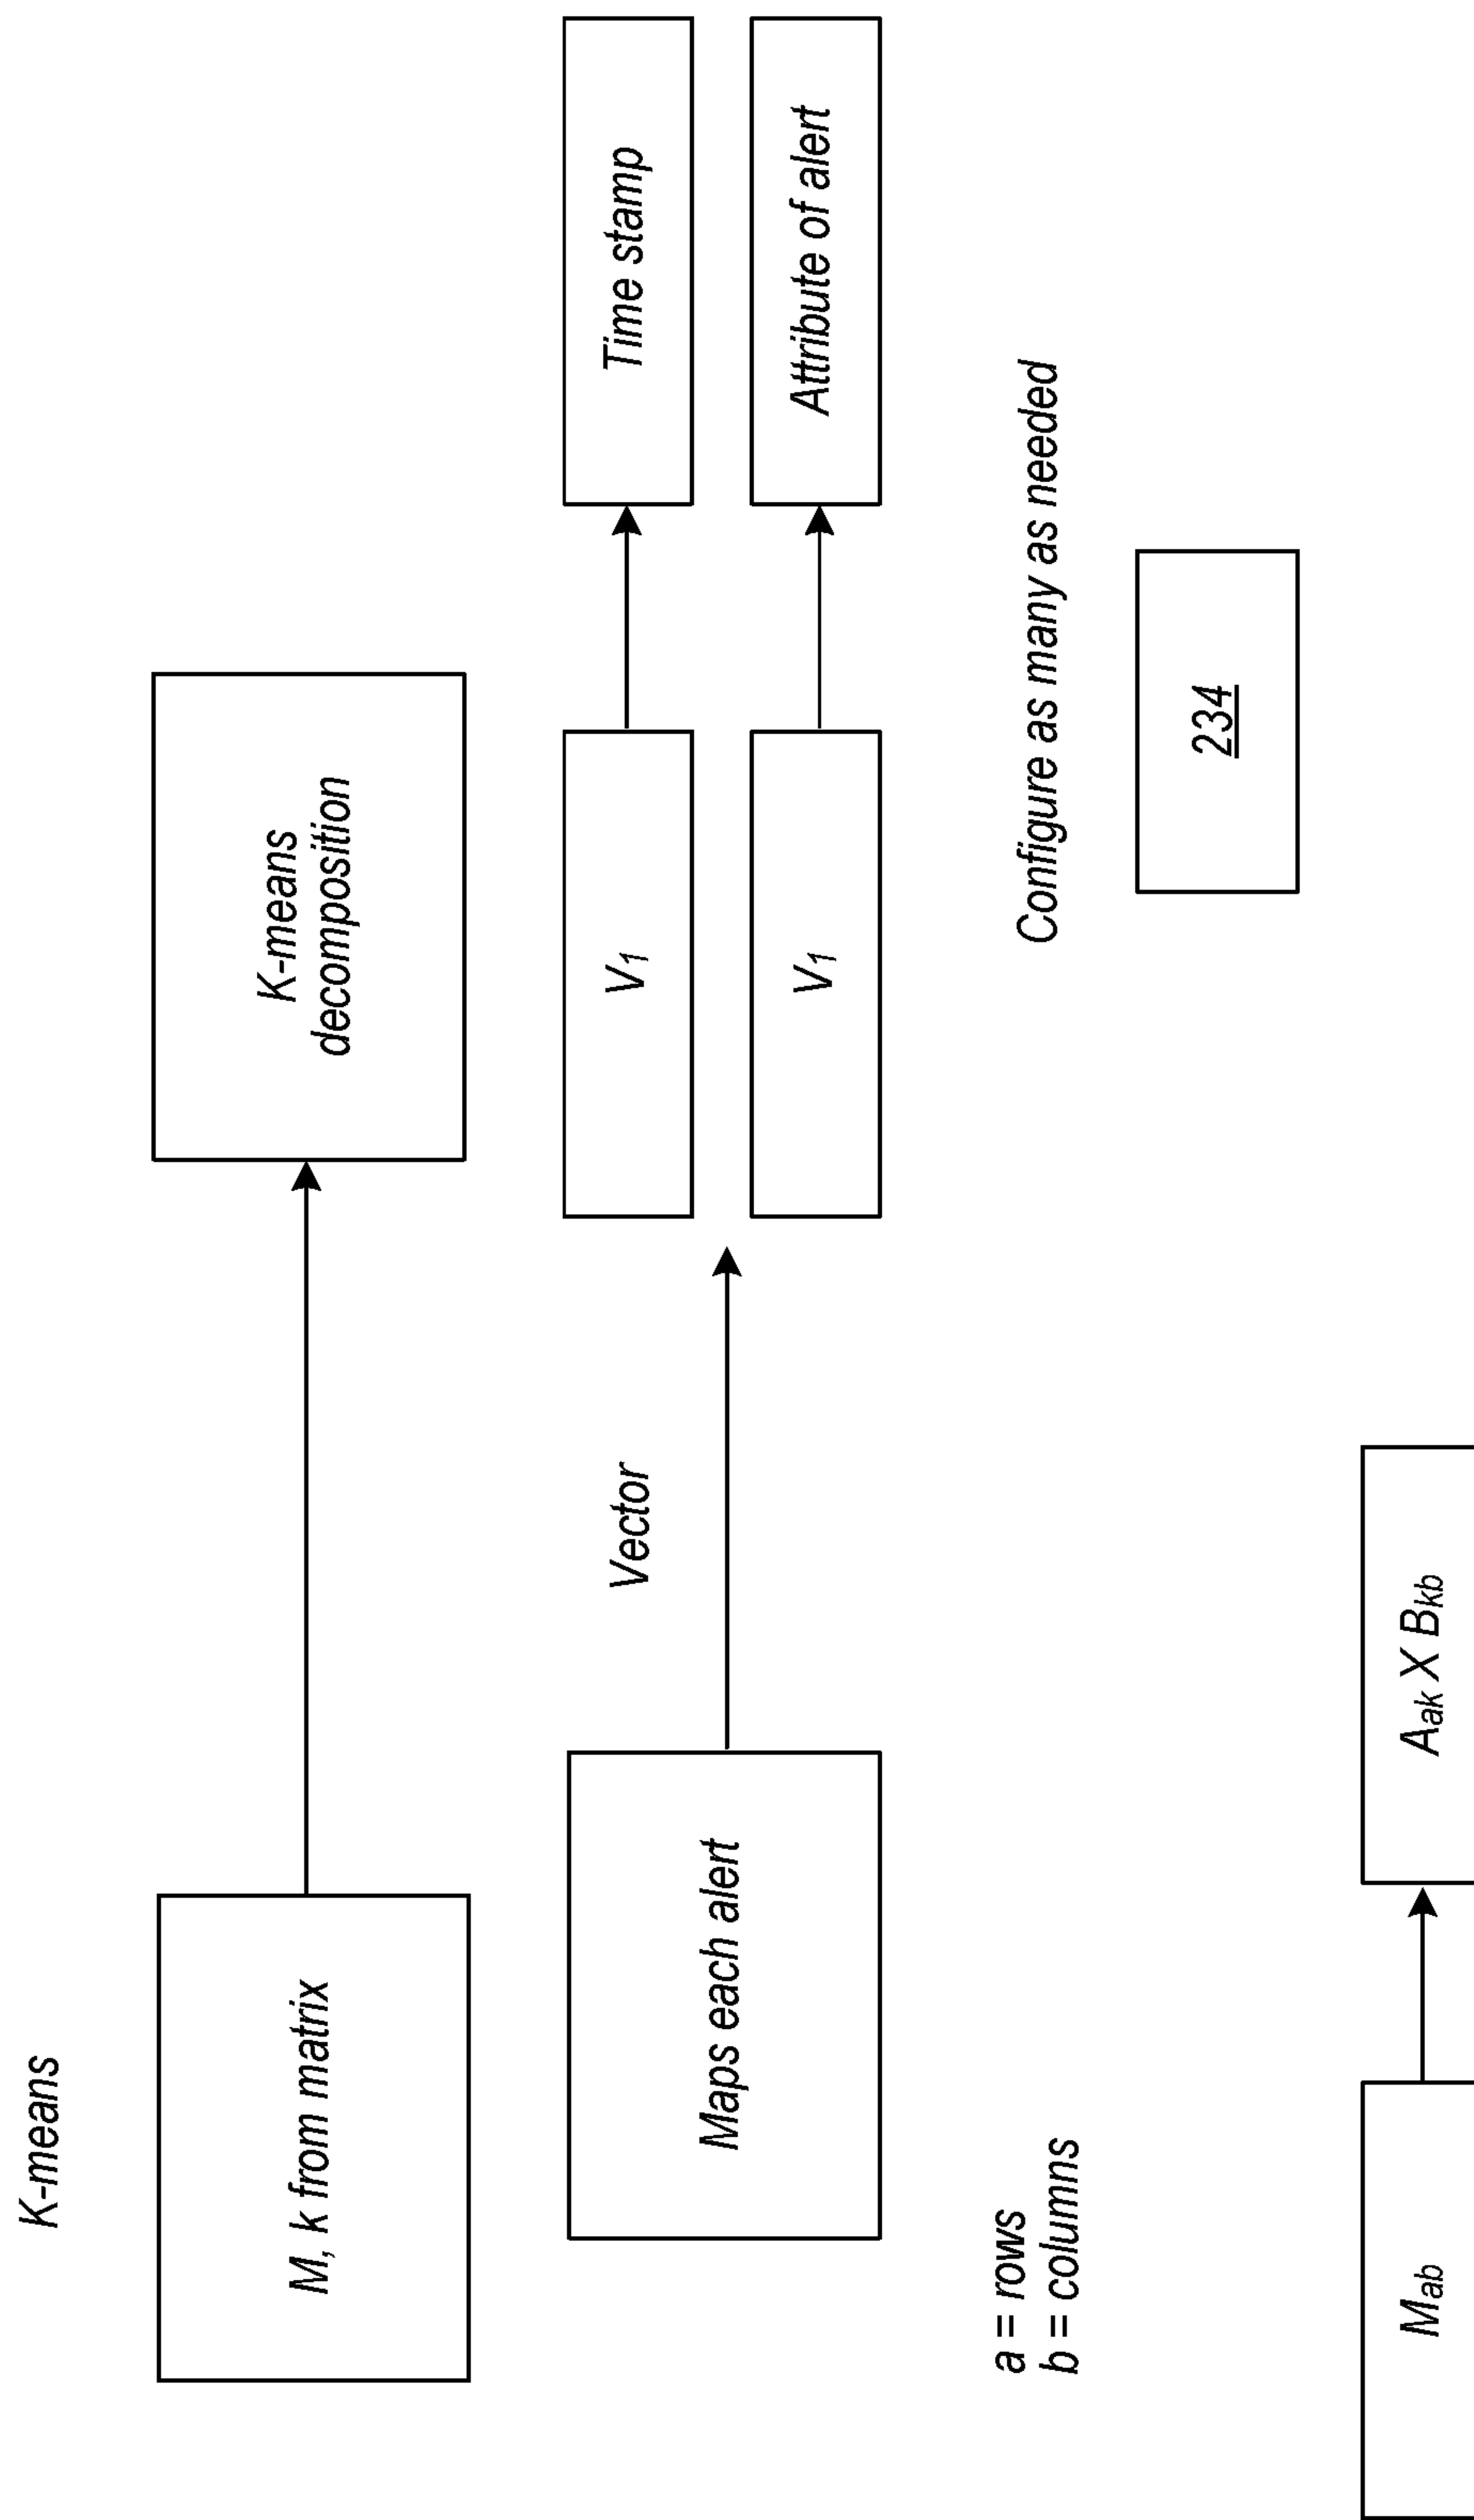 K-means
M, k from matrix
K-means
decomposition
Maps each alert
Vector
V1
Time stamp
V1
Attribute of alert
a = rows
b = columns
Configure as many as needed
234
Mab
Aak X Bkb